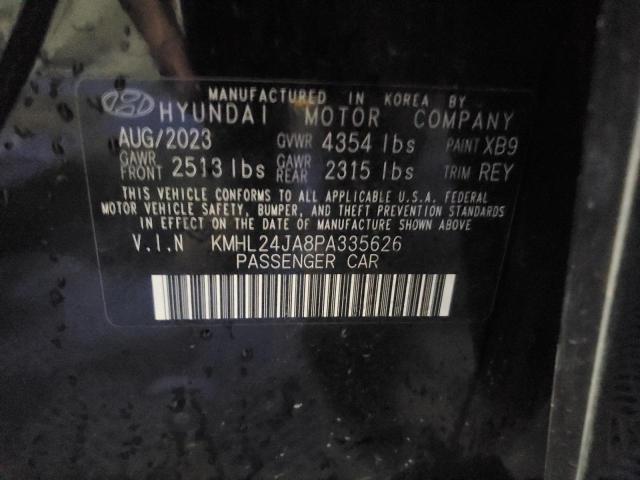 MANUFACTURED IN KOREA BY
HYUNDAI MOTOR COMPANY
AUG/2023 GVWR 4354 lbs PAINT XB9
GAWR FRONT 2513 lbs GAWR REAR 2315 lbs TRIM REY
THIS VEHICLE CONFORMS TO ALL APPLICABLE U.S.A. FEDERAL
MOTOR VEHICLE SAFETY, BUMPER, AND THEFT PREVENTION STANDARDS
IN EFFECT ON THE DATE OF MANUFACTURE SHOWN ABOVE
V.I.N KMHL24JA8PA335626
PASSENGER CAR